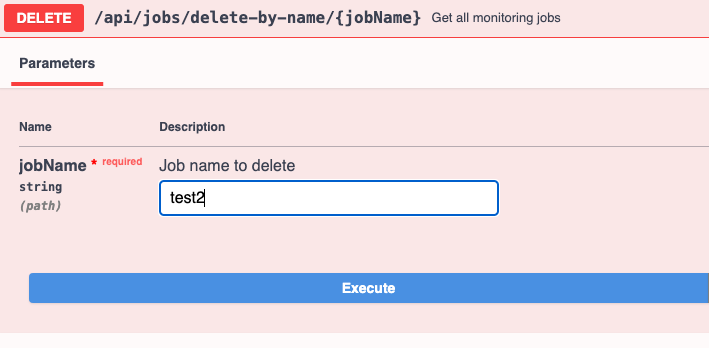 DELETE /api/jobs/delete-by-name/{jobName} Get all monitoring jobs
Parameters
Name Description
jobName * required Job name to delete
string
(path)
test2
Execute